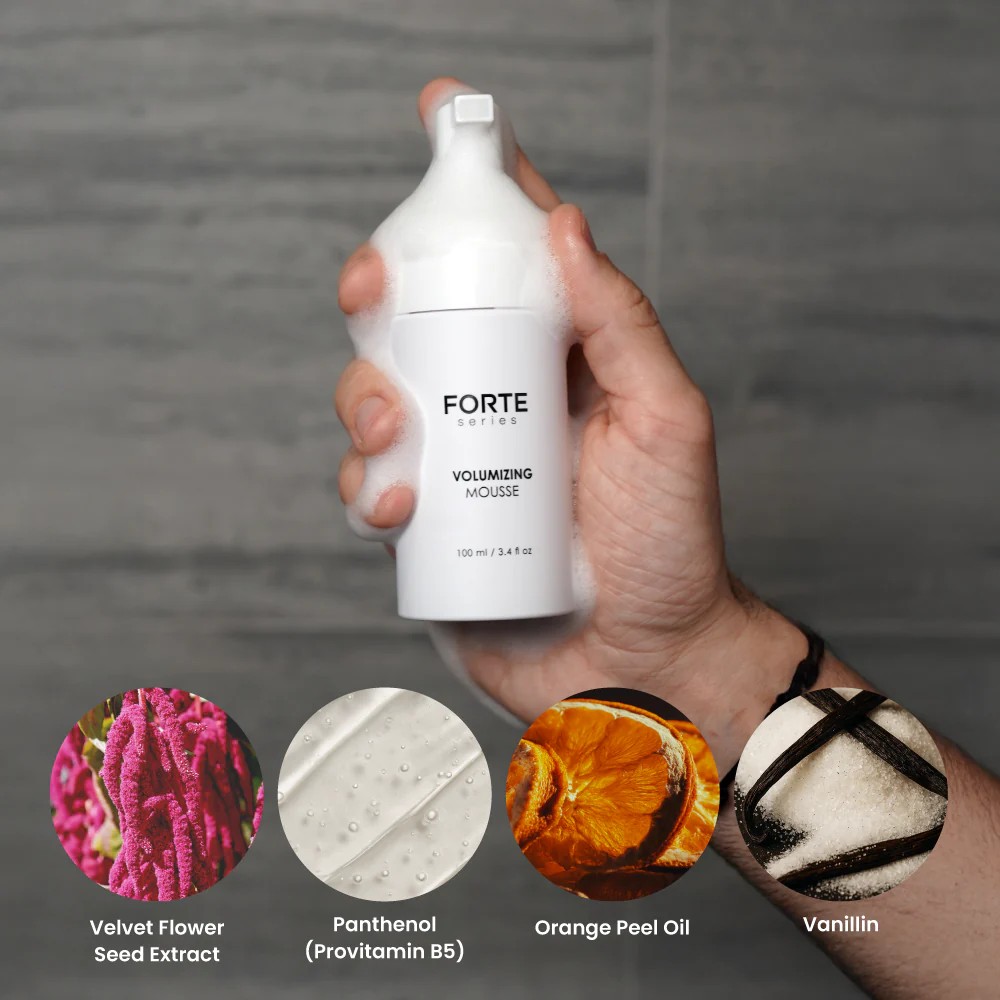 FORTE
series
VOLUMIZING
MOUSSE
100 ml / 3.4 fl oz
Velvet Flower
Seed Extract
Panthenol
(Provitamin B5)
Orange Peel Oil
Vanillin